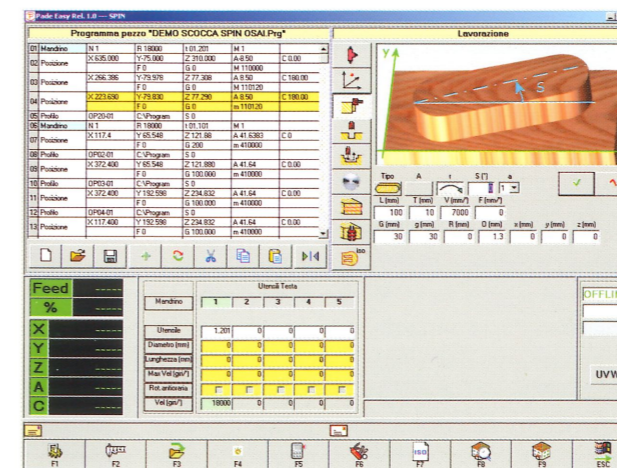 Pade Easy Rel. 1.0 --- SPIN
Programma pezzo "DEMO SCOCCA SPIN OSAI.Prg"
Lavorazione
01 Mandrino N 1 R 18000 t 01.201 M 1
02 Posizione X 635.000 Y-75.000 Z 310.000 A-8.50 C 0.00
F 0 G 0 M 110000
03 Posizione X 266.386 Y-79.978 Z 77.308 A 8.50 C 180.00
F 0 G 0 M 110120
04 Posizione X 223.690 Y-79.830 Z 77.290 A 8.50 C 180.00
F 0 G 0 m 110120
05 Profilo OP20-01 C:\Program S 0
06 Mandrino N 1 R 18000 t 01.101 M 1
07 Posizione X 117.4 Y 65.548 Z 121.88 A 41.6383 C 0
F 0 G 200 m 410000
08 Profilo OP02-01 C:\Program S 0
09 Posizione X 372.400 Y 65.548 Z 121.880 A 41.64 C 0.00
F 0 G 100.000 m 410000
10 Profilo OP03-01 C:\Program S 0
11 Posizione X 372.400 Y 192.598 Z 234.832 A 41.64 C 0.00
F 0 G 100.000 m 410000
12 Profilo OP04-01 C:\Program S 0
13 Posizione X 117.400 Y 192.598 Z 234.832 A 41.64 C 0.00
F 0 G 100.000 m 410000
Y
S
iso
Tipo A r S (°) a
1
L (mm) T (mm) V (mm/') F (mm/')
100 10 7000 0
G (mm) g (mm) R (mm) O (mm) x (mm) y (mm) z (mm)
30 30 0 1.3 0 0 0
Feed
%
X
Y
Z
A
C
Utensili Testa
Mandrino 1 2 3 4 5
Utensile 1.201 0 0 0 0
Diametro (mm) 0 0 0 0 0
Lunghezza (mm) 0 0 0 0 0
Max Vel (giri/') 0 0 0 0 0
Rot. antioraria
Vel (giri/') 18000 0 0 0 0
OFFLI
UVW
F1 F2 F3 F4 F5 F6 F7 F8 F9 ESC
ISO